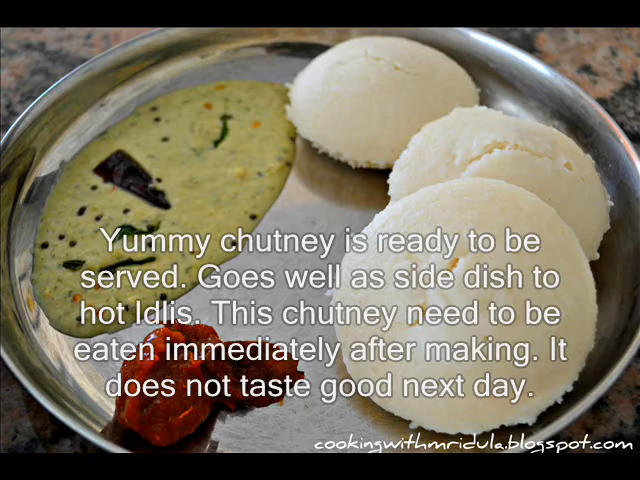 Yummy chutney is ready to be
served. Goes well as side dish to
hot Idlis. This chutney need to be
eaten immediately after making. It
does not taste good next day.
cookingwithmridula.blogspot.com